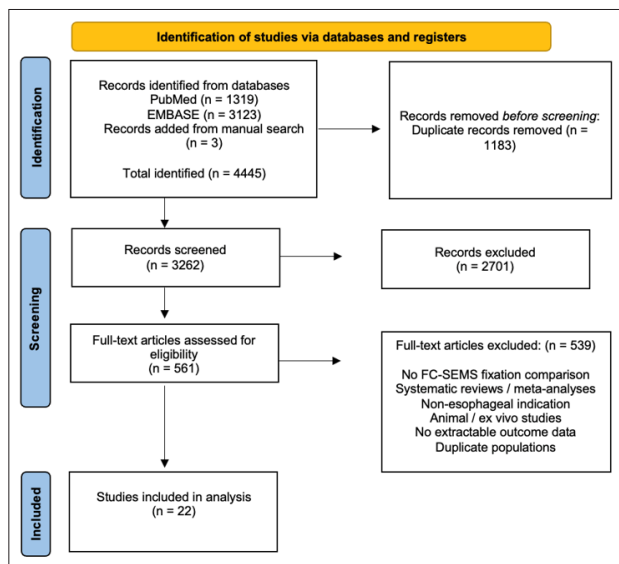 Identification of studies via databases and registers
Identification
Records identified from databases
PubMed (n = 1319)
EMBASE (n = 3123)
Records added from manual search
(n = 3)
Total identified (n = 4445)
Records removed before screening:
Duplicate records removed (n =
1183)
Screening
Records screened
(n = 3262)
Records excluded
(n = 2701)
Full-text articles assessed for
eligibility
(n = 561)
Full-text articles excluded: (n = 539)
No FC-SEMS fixation comparison
Systematic reviews / meta-analyses
Non-esophageal indication
Animal / ex vivo studies
No extractable outcome data
Duplicate populations
Included
Studies included in analysis
(n = 22)